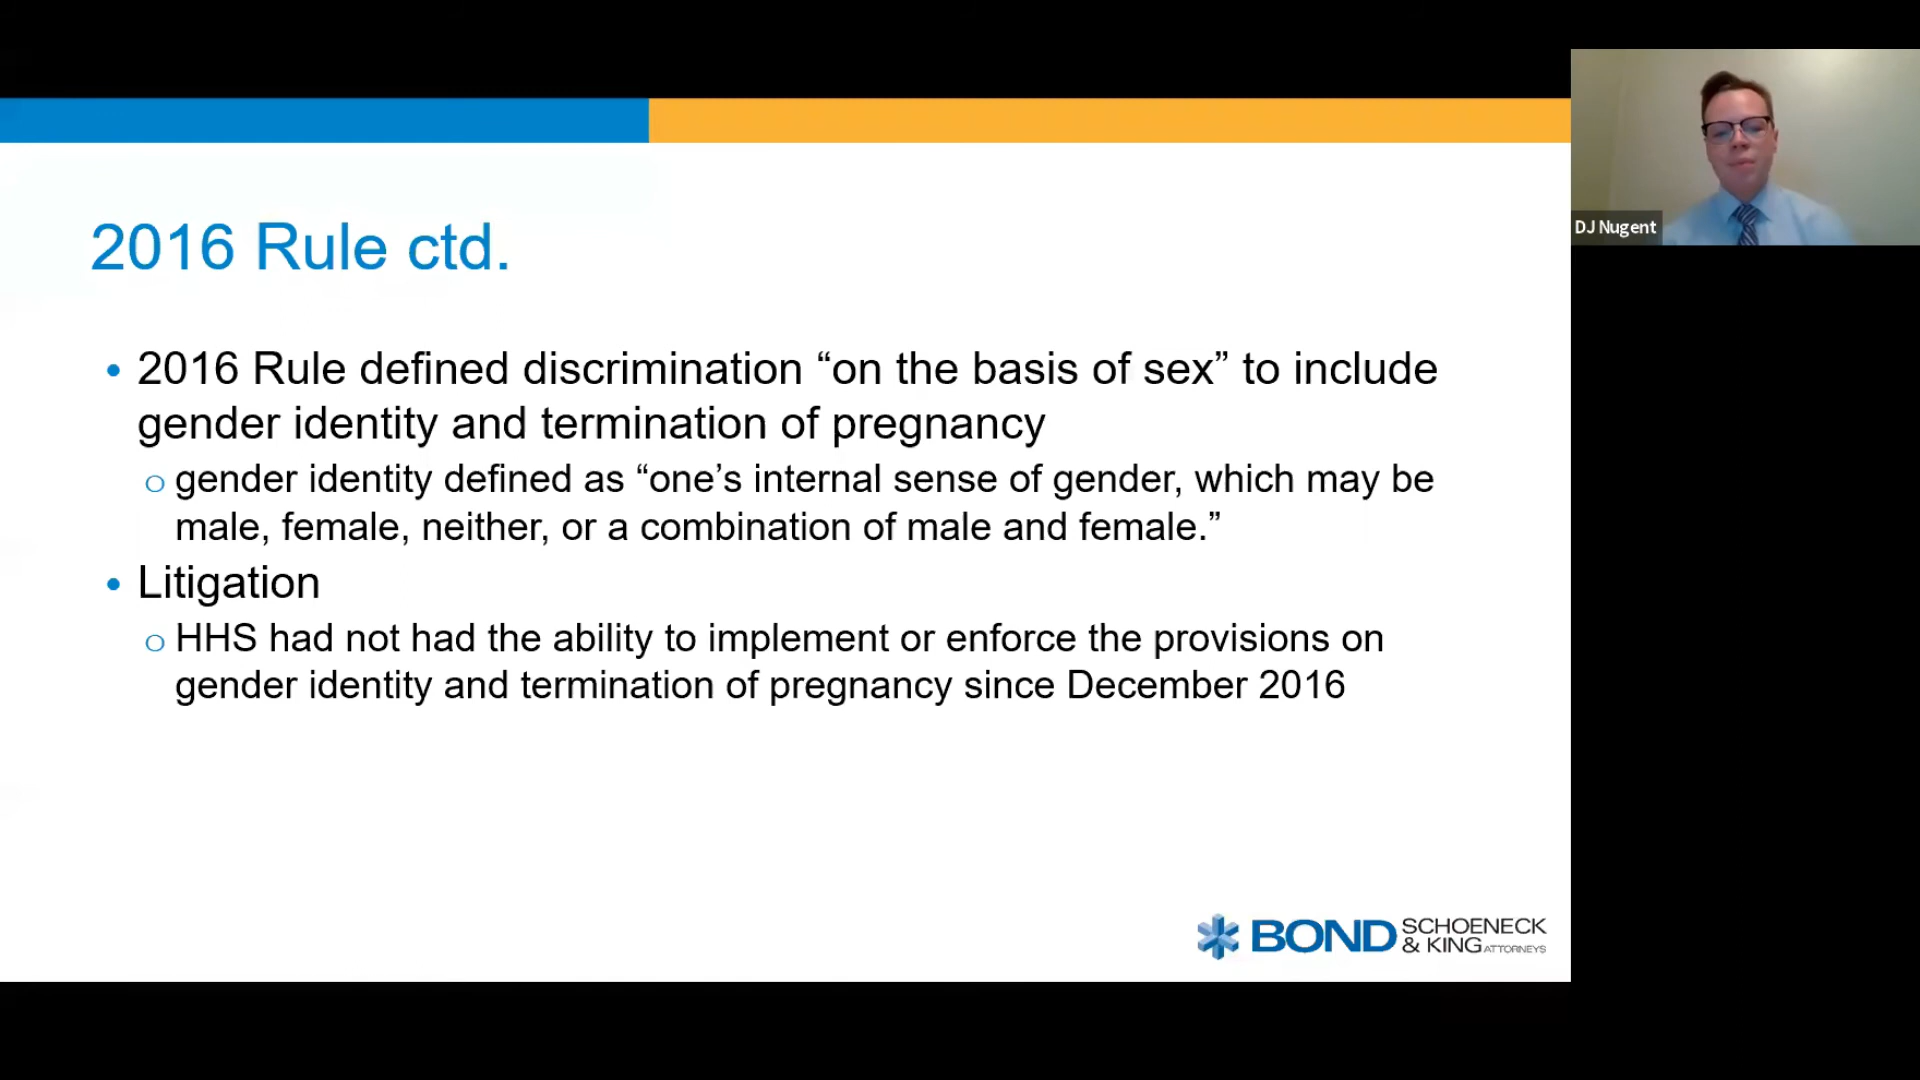 DJ Nugent
2016 Rule ctd.
• 2016 Rule defined discrimination “on the basis of sex” to include
gender identity and termination of pregnancy
o gender identity defined as “one’s internal sense of gender, which may be
male, female, neither, or a combination of male and female.”
• Litigation
o HHS had not had the ability to implement or enforce the provisions on
gender identity and termination of pregnancy since December 2016
BOND SCHOENECK
& KING ATTORNEYS